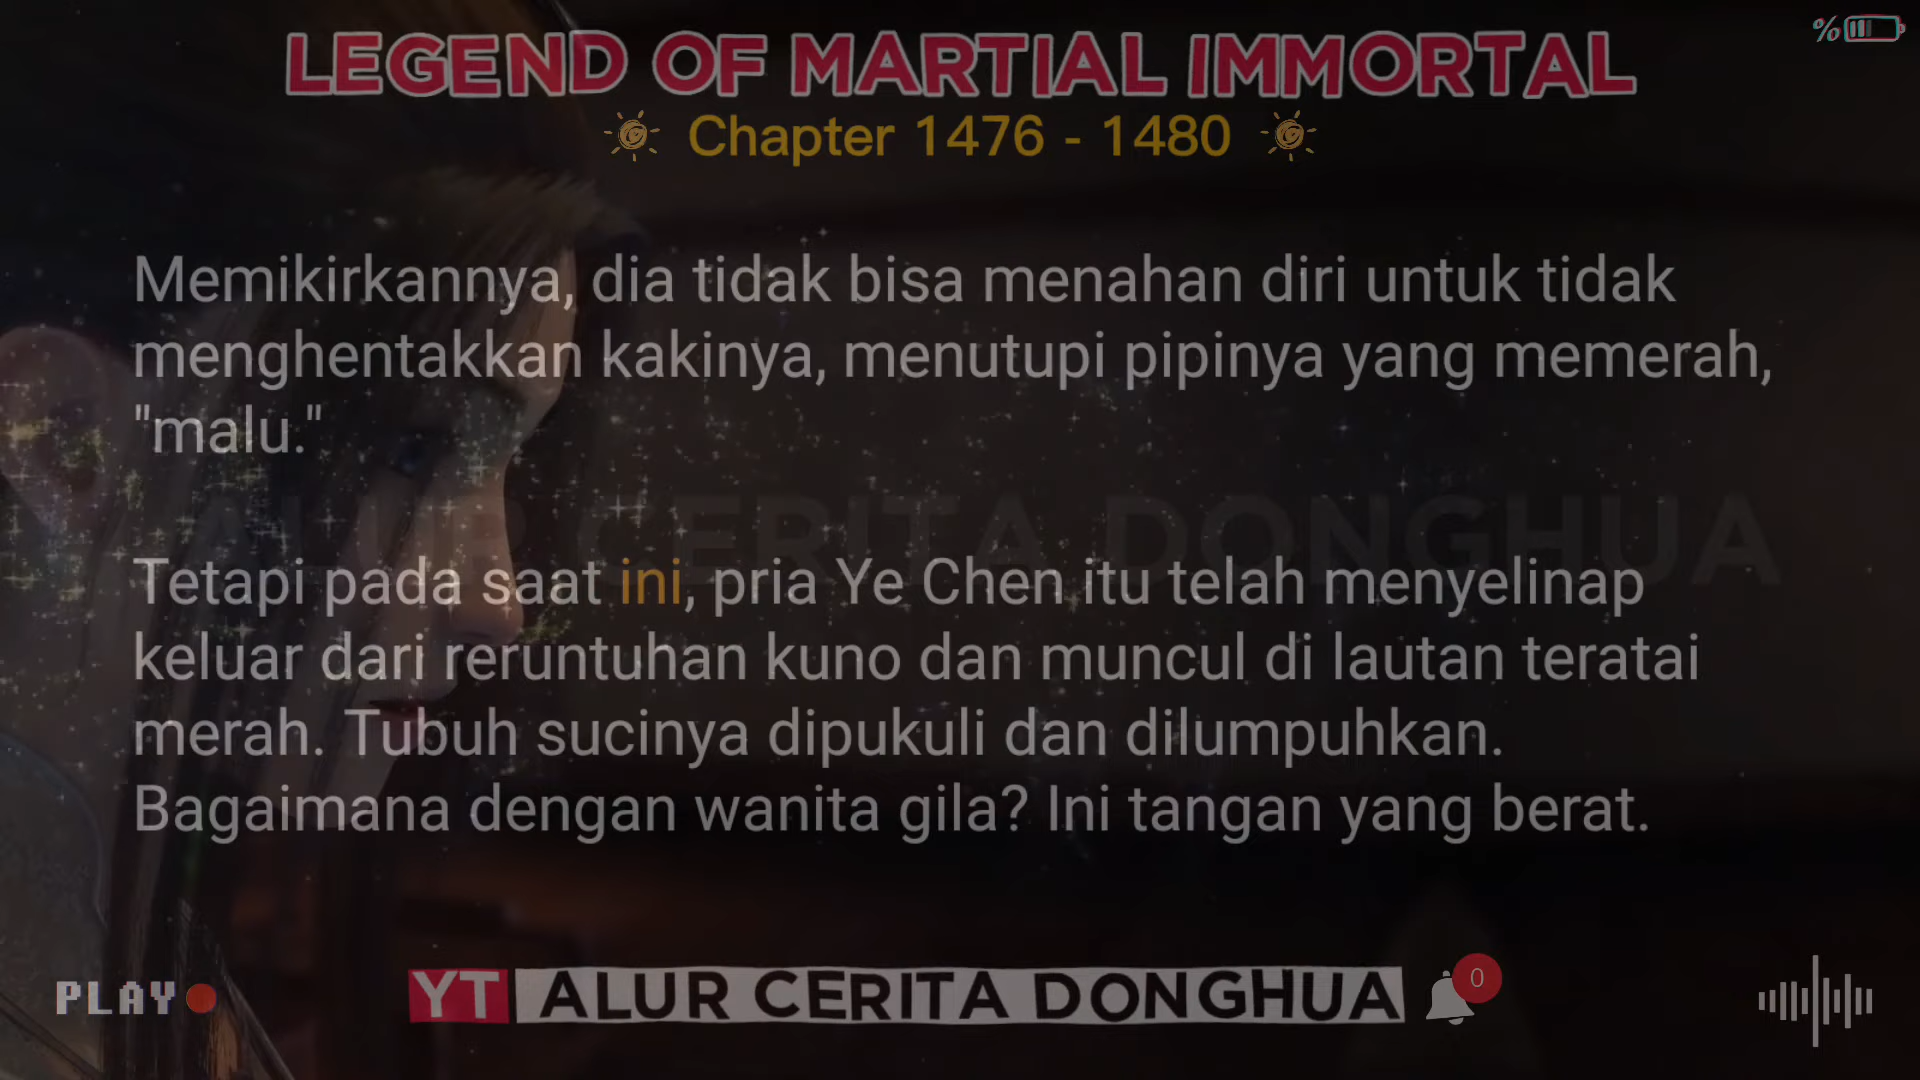 LEGEND OF MARTIAL IMMORTAL
%
Chapter 1476 - 1480
Memikirkannya, dia tidak bisa menahan diri untuk tidak
menghentakkan kakinya, menutupi pipinya yang memerah,
"malu."
ALUR CERITA DONGHUA
Tetapi pada saat ini, pria Ye Chen itu telah menyelinap
keluar dari reruntuhan kuno dan muncul di lautan teratai
merah. Tubuh sucinya dipukuli dan dilumpuhkan.
Bagaimana dengan wanita gila? Ini tangan yang berat.
PLAY
YT ALUR CERITA DONGHUA
0